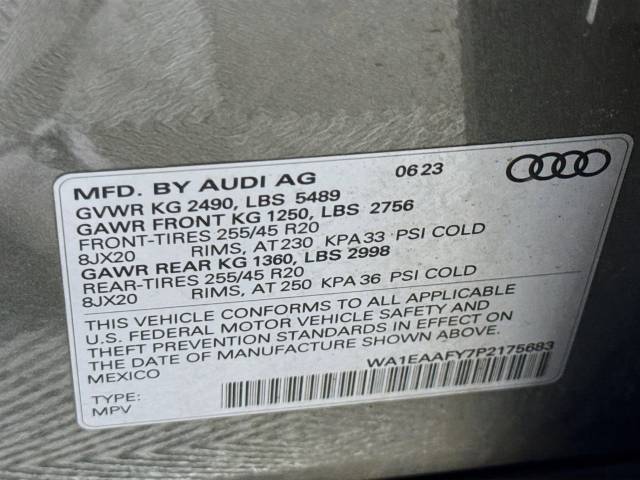 MFD. BY AUDI AG 06 23
GVWR KG 2490, LBS 5489
GAWR FRONT KG 1250, LBS 2756
FRONT-TIRES 255/45 R20
8JX20 RIMS, AT 230 KPA 33 PSI COLD
GAWR REAR KG 1360, LBS 2998
REAR-TIRES 255/45 R20
8JX20 RIMS, AT 250 KPA 36 PSI COLD
THIS VEHICLE CONFORMS TO ALL APPLICABLE
U.S. FEDERAL MOTOR VEHICLE SAFETY AND
THEFT PREVENTION STANDARDS IN EFFECT ON
THE DATE OF MANUFACTURE SHOWN ABOVE.
MEXICO
WA1EAAFY7P2175683
TYPE:
MPV